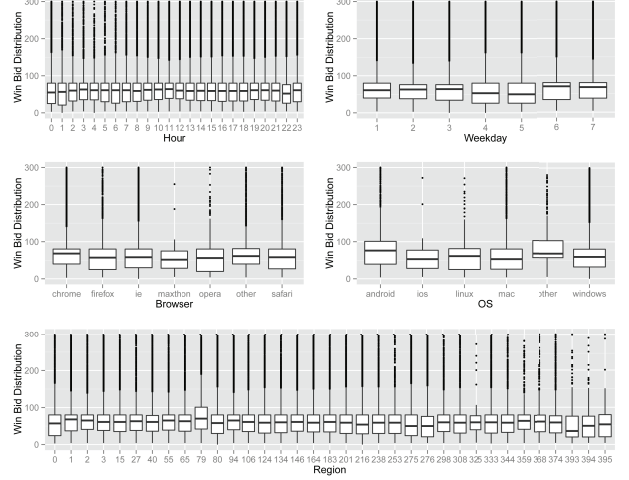 Win Bid Distribution
300
200
100
0
0 1 2 3 4 5 6 7 8 9 10 11 12 13 14 15 16 17 18 19 20 21 22 23
Hour
Win Bid Distribution
300
200
100
0
1 2 3 4 5 6 7
Weekday
Win Bid Distribution
300
200
100
0
chrome firefox ie maxthon opera other safari
Browser
Win Bid Distribution
300
200
100
0
android ios linux mac other windows
OS
Win Bid Distribution
300
200
100
0
0 1 2 3 15 27 40 55 65 79 80 94 106 124 134 146 164 183 201 216 238 253 275 276 298 308 325 333 344 359 368 374 393 394 395
Region